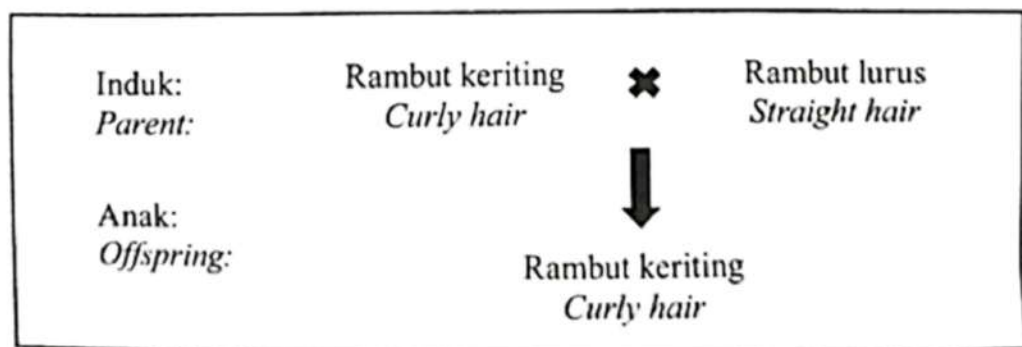 Induk:
Parent:
Rambut keriting
Curly hair
Rambut lurus
Straight hair
Anak:
Offspring:
Rambut keriting
Curly hair